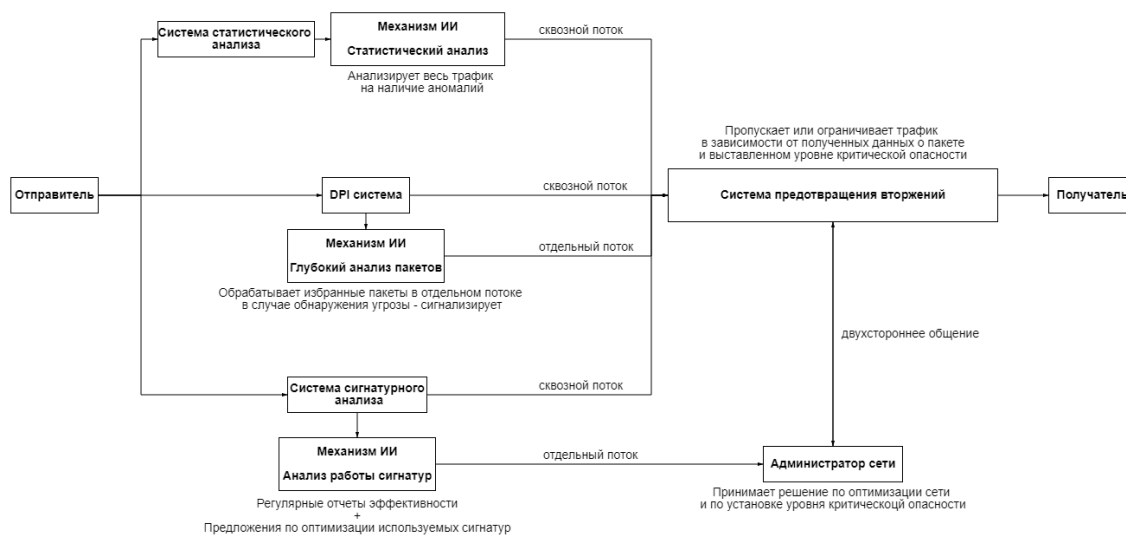 Механизм ИИ
Статистический анализ
Система статистического
анализа
сквозной поток
Анализирует весь трафик
на наличие аномалий
Пропускает или ограничивает трафик
в зависимости от полученных данных о пакете
и выставленном уровне критической опасности
Отправитель
DPI система
сквозной поток
Система предотвращения вторжений
Получатель
Механизм ИИ
Глубокий анализ пакетов
отдельный поток
Обрабатывает избранные пакеты в отдельном потоке
в случае обнаружения угрозы - сигнализирует
двухстороннее общение
Система сигнатурного
анализа
сквозной поток
Механизм ИИ
Анализ работы сигнатур
отдельный поток
Администратор сети
Регулярные отчеты эффективности
+
Предложения по оптимизации используемых сигнатур
Принимает решение по оптимизации сети
и по установке уровня критическоц опасности